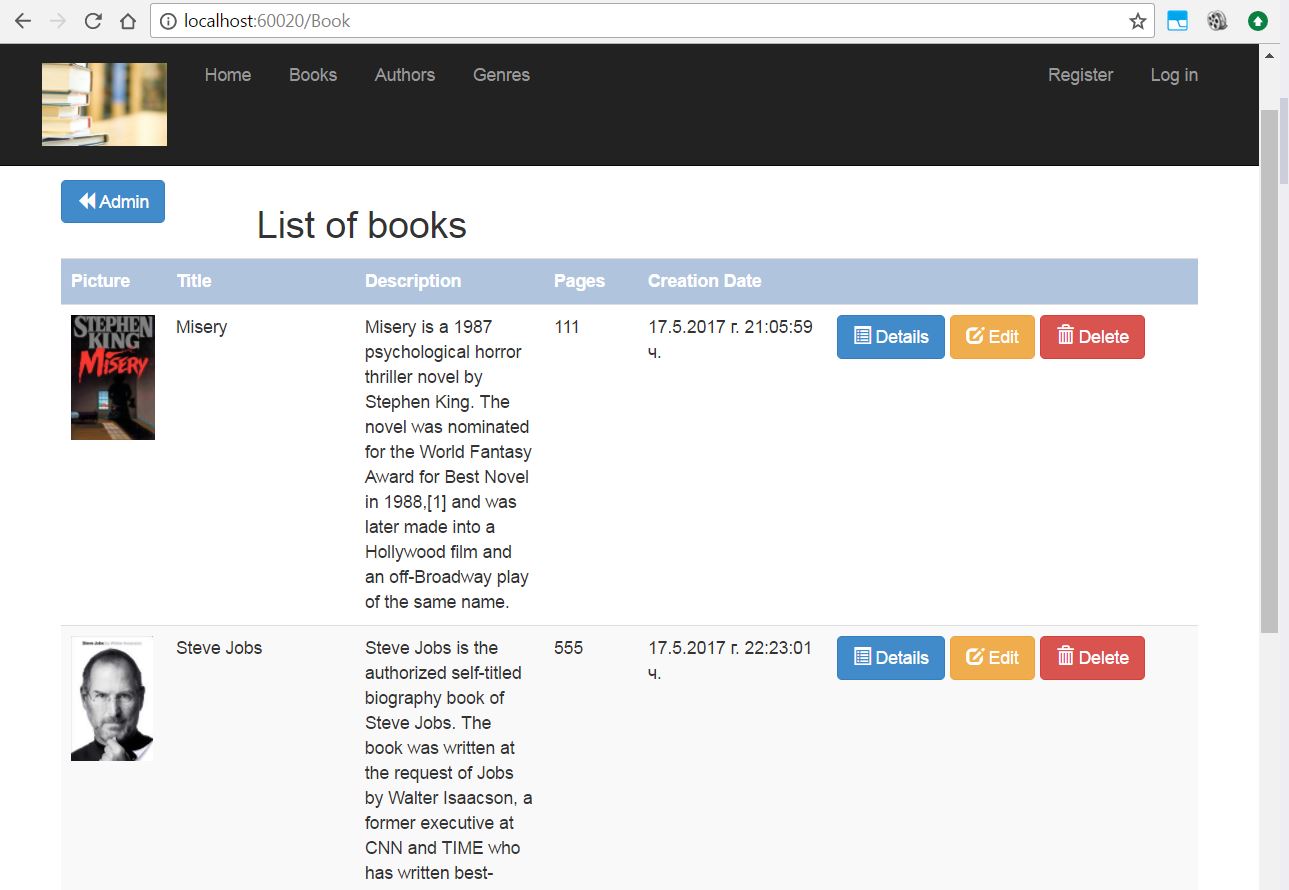 localhost:60020/Book
Home Books Authors Genres Register Log in
Admin
List of books
Picture Title Description Pages Creation Date
STEPHEN
KING
MISERY
Misery
Misery is a 1987
psychological horror
thriller novel by
Stephen King. The
novel was nominated
for the World Fantasy
Award for Best Novel
in 1988,[1] and was
later made into a
Hollywood film and
an off-Broadway play
of the same name.
111
17.5.2017 г. 21:05:59
ч.
Details Edit Delete
Steve Jobs
Steve Jobs
Steve Jobs is the
authorized self-titled
biography book of
Steve Jobs. The
book was written at
the request of Jobs
by Walter Isaacson, a
former executive at
CNN and TIME who
has written best-
555
17.5.2017 г. 22:23:01
ч.
Details Edit Delete